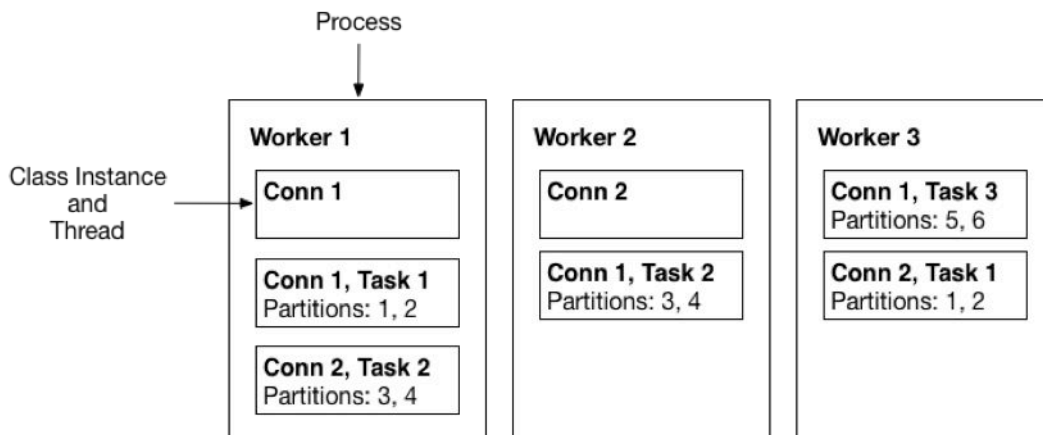 Process
Class Instance
and
Thread
Worker 1
Conn 1
Conn 1, Task 1
Partitions: 1, 2
Conn 2, Task 2
Partitions: 3, 4
Worker 2
Conn 2
Conn 1, Task 2
Partitions: 3, 4
Worker 3
Conn 1, Task 3
Partitions: 5, 6
Conn 2, Task 1
Partitions: 1, 2